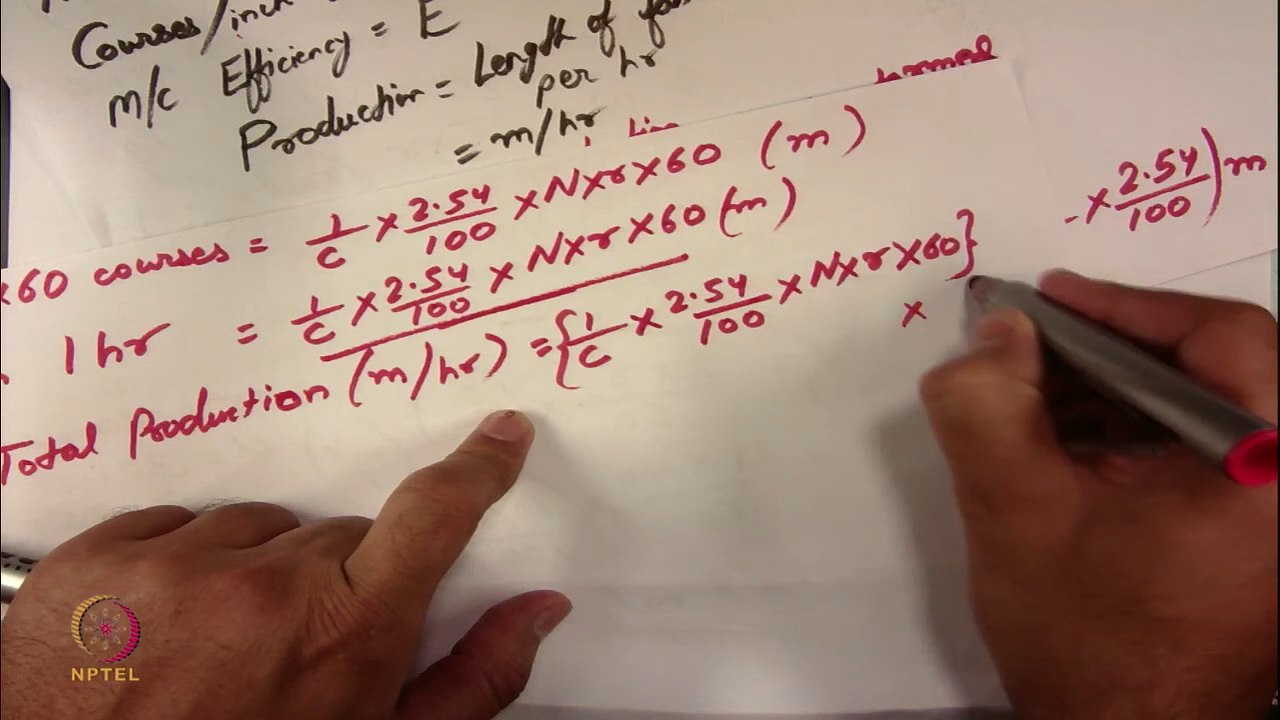 Courses/inch
m/c Efficiency = E
Production = Length of
per hr
= m/hr
×60 courses = 1/c × 2.54/100 × N×r×60 (m)
1 hr = 1/c × 2.54/100 × N×r×60 (m)
Total Production (m/hr) = {1/c × 2.54/100 × N×r×60}
×
× 2.54/100) m
NPTEL